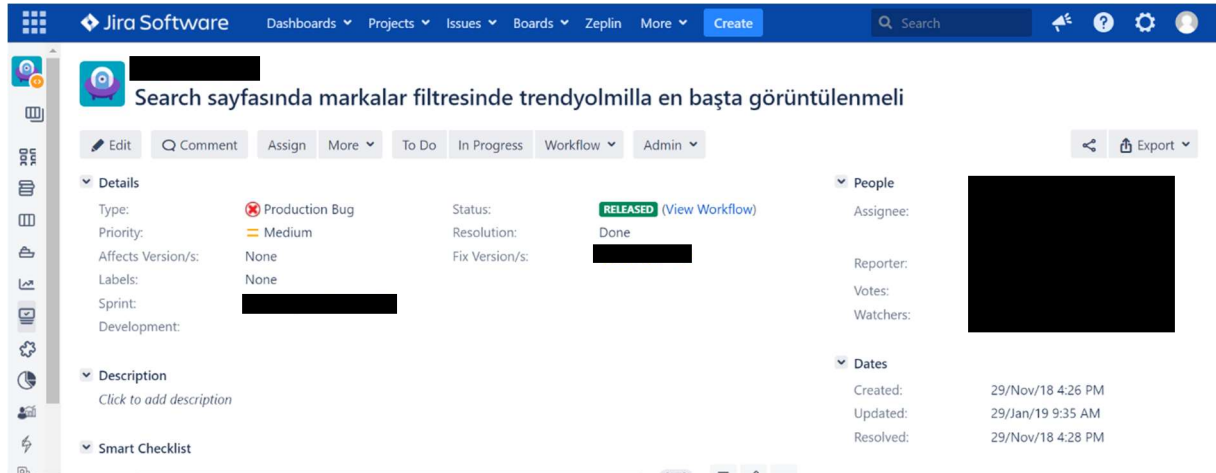 Jira Software Dashboards Projects Issues Boards Zeplin More Create Search
Search sayfasında markalar filtresinde trendyolmilla en başta görüntülenmeli
Edit Comment Assign More To Do In Progress Workflow Admin Export
Details
Type: Production Bug
Priority: Medium
Affects Version/s: None
Labels: None
Sprint:
Development:
Status: RELEASED (View Workflow)
Resolution: Done
Fix Version/s:
Description
Click to add description
Smart Checklist
People
Assignee:
Reporter:
Votes:
Watchers:
Dates
Created: 29/Nov/18 4:26 PM
Updated: 29/Jan/19 9:35 AM
Resolved: 29/Nov/18 4:28 PM